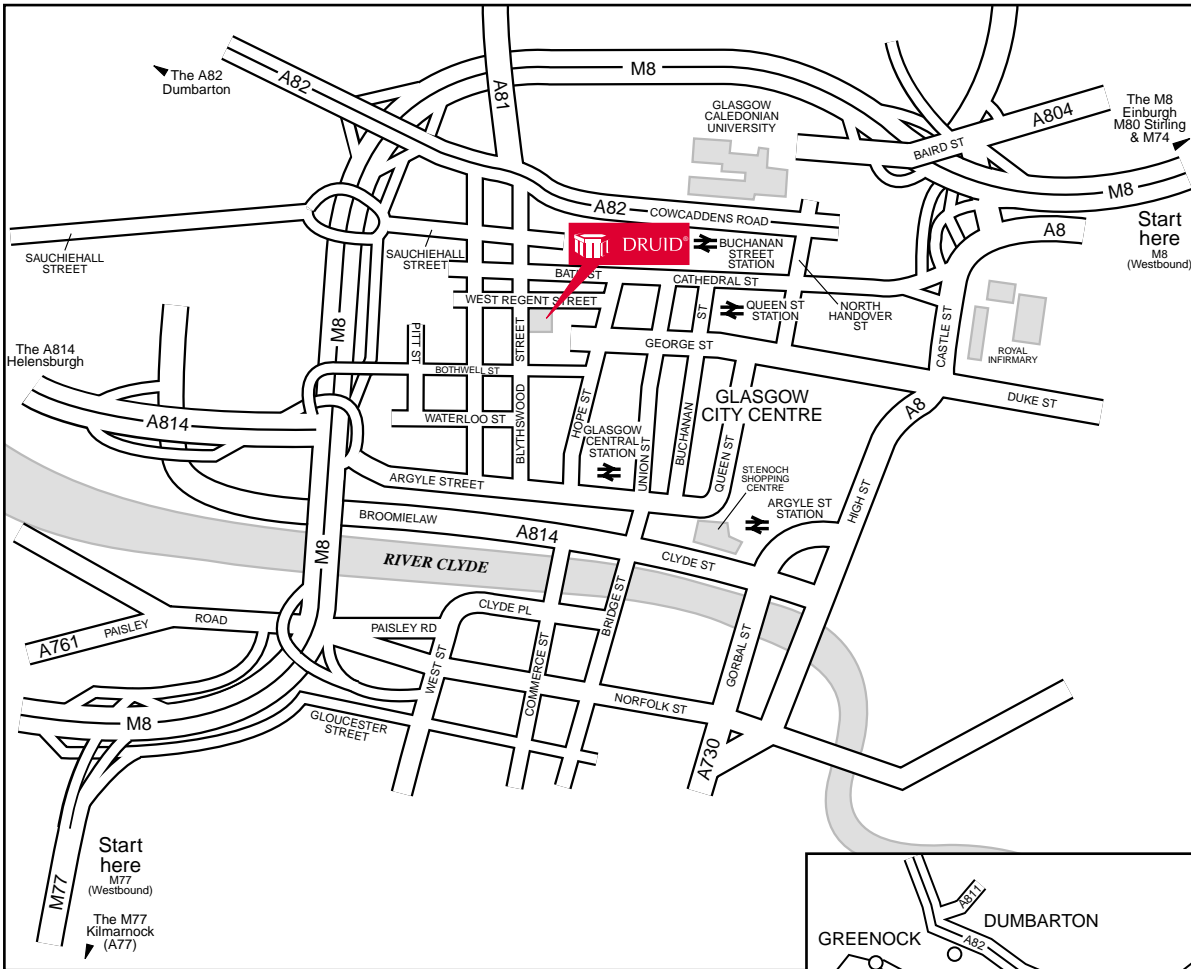 The A82
Dumbarton
A82
A81
M8
GLASGOW
CALEDONIAN
UNIVERSITY
BAIRD ST
A804
The M8
Einburgh
M80 Stirling
& M74
M8
Start
here
M8
(Westbound)
A8
A82
COWCADDENS ROAD
SAUCHIEHALL
STREET
SAUCHIEHALL
STREET
DRUID®
BUCHANAN
STREET
STATION
BATH ST
CATHEDRAL ST
WEST REGENT STREET
ST
QUEEN ST
STATION
NORTH
HANDOVER
ST
CASTLE ST
ROYAL
INFIRMARY
The A814
Helensburgh
M8
PITT ST
STREET
GEORGE ST
BOTHWELL ST
A814
WATERLOO ST
BLYTHSWOOD
HOPE ST
GLASGOW
CENTRAL
STATION
UNION ST
BUCHANAN
QUEEN ST
GLASGOW
CITY CENTRE
A8
DUKE ST
ARGYLE STREET
ST.ENOCH
SHOPPING
CENTRE
ARGYLE ST
STATION
HIGH ST
BROOMIELAW
A814
CLYDE ST
M8
RIVER CLYDE
A761
PAISLEY
ROAD
PAISLEY RD
CLYDE PL
BRIDGE ST
WEST ST
COMMERCE ST
GORBAL ST
NORFOLK ST
M8
GLOUCESTER
STREET
A730
M77
Start
here
M77
(Westbound)
The M77
Kilmarnock
(A77)
A811
DUMBARTON
GREENOCK
A82